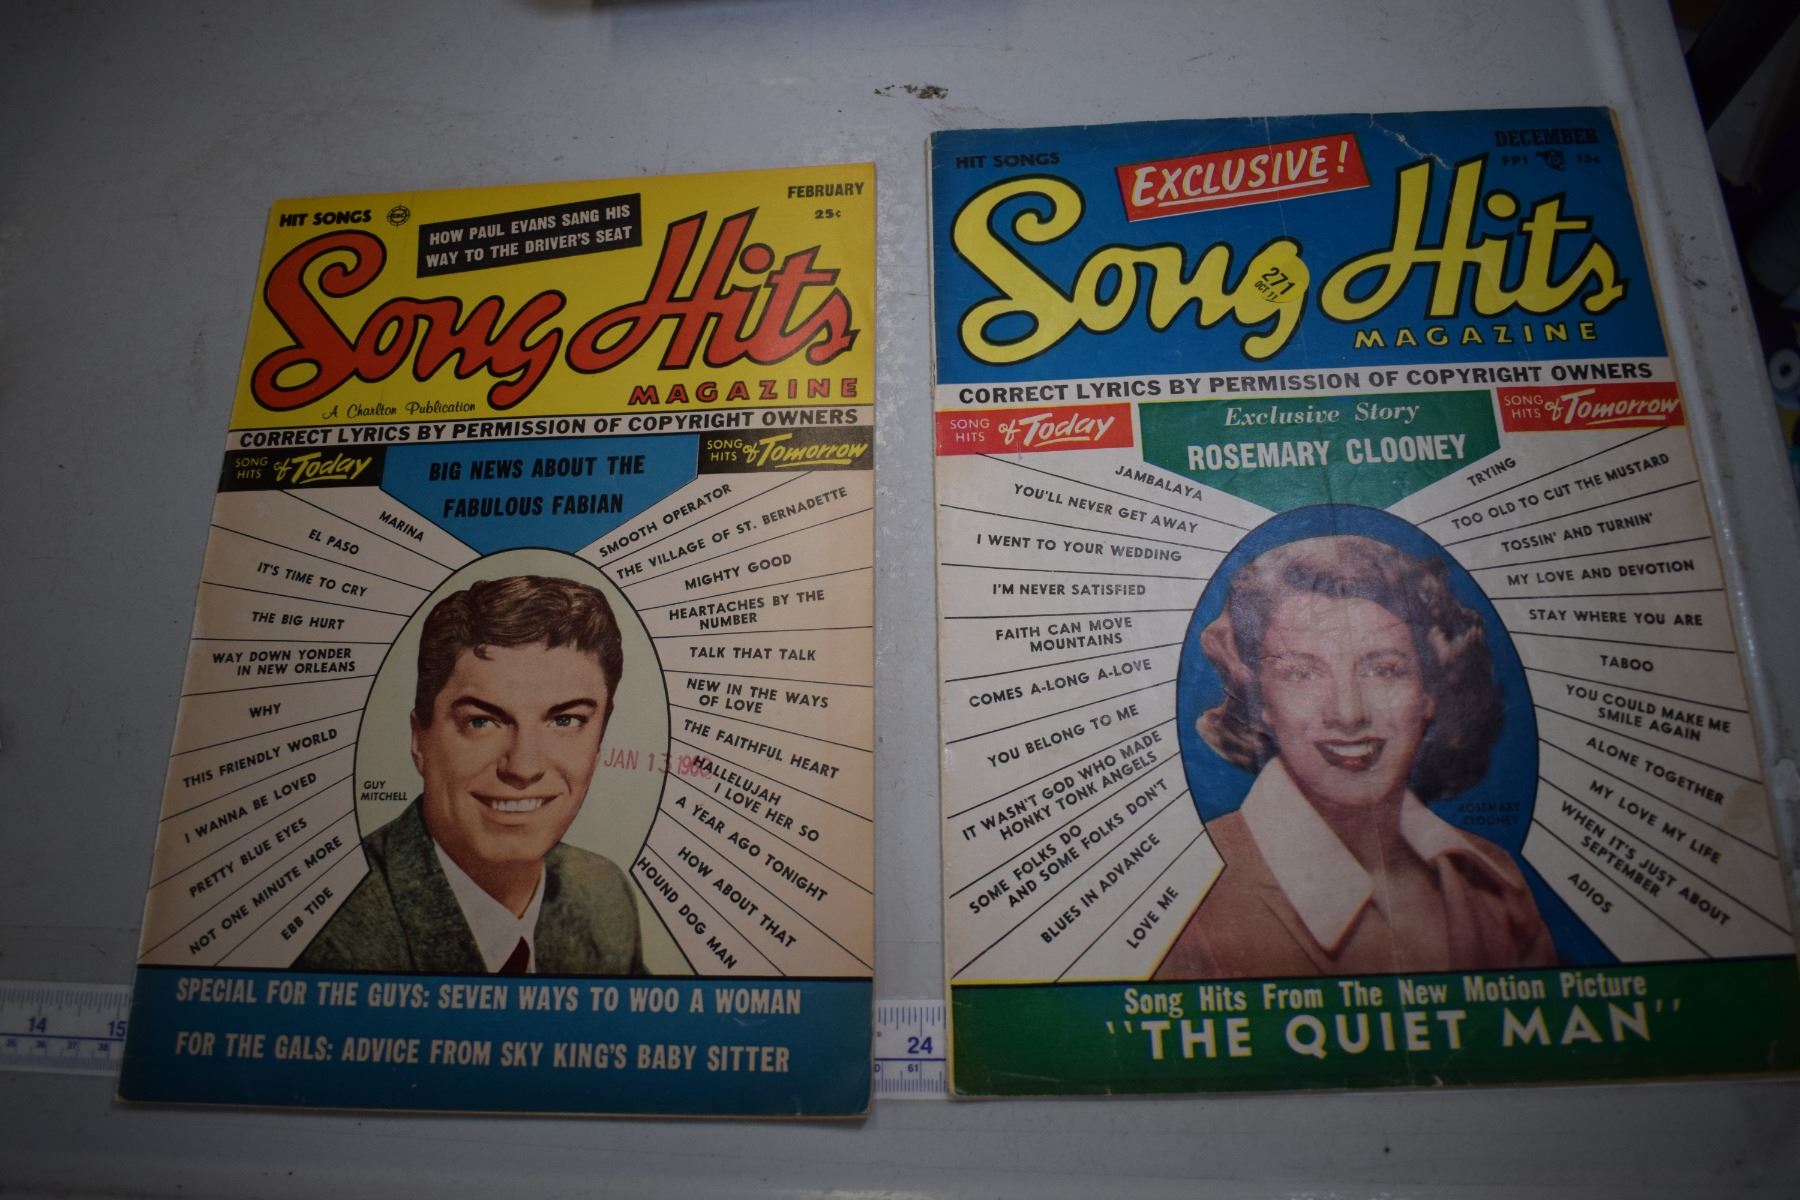 HIT SONGS
FEBRUARY
25¢
HOW PAUL EVANS SANG HIS
WAY TO THE DRIVER'S SEAT
Song Hits
MAGAZINE
A Charlton Publication
CORRECT LYRICS BY PERMISSION OF COPYRIGHT OWNERS
SONG HITS of Today
BIG NEWS ABOUT THE
FABULOUS FABIAN
SONG HITS of Tomorrow
MARINA
EL PASO
IT'S TIME TO CRY
THE BIG HURT
WAY DOWN YONDER
IN NEW ORLEANS
WHY
THIS FRIENDLY WORLD
I WANNA BE LOVED
PRETTY BLUE EYES
NOT ONE MINUTE MORE
EBB TIDE
SMOOTH OPERATOR
THE VILLAGE OF ST. BERNADETTE
MIGHTY GOOD
HEARTACHES BY THE
NUMBER
TALK THAT TALK
NEW IN THE WAYS
OF LOVE
THE FAITHFUL HEART
HALLELUJAH
I LOVE HER SO
A YEAR AGO TONIGHT
HOW ABOUT THAT
HOUND DOG MAN
GUY
MITCHELL
JAN 13 1960
SPECIAL FOR THE GUYS: SEVEN WAYS TO WOO A WOMAN
FOR THE GALS: ADVICE FROM SKY KING'S BABY SITTER
HIT SONGS
EXCLUSIVE!
DECEMBER
FPI 15¢
Song Hits
271
OCT 11
MAGAZINE
CORRECT LYRICS BY PERMISSION OF COPYRIGHT OWNERS
SONG HITS of Today
Exclusive Story
ROSEMARY CLOONEY
SONG HITS of Tomorrow
JAMBALAYA
YOU'LL NEVER GET AWAY
I WENT TO YOUR WEDDING
I'M NEVER SATISFIED
FAITH CAN MOVE
MOUNTAINS
COMES A-LONG A-LOVE
YOU BELONG TO ME
IT WASN'T GOD WHO MADE
HONKY TONK ANGELS
SOME FOLKS DO
AND SOME FOLKS DON'T
BLUES IN ADVANCE
LOVE ME
TRYING
TOO OLD TO CUT THE MUSTARD
TOSSIN' AND TURNIN'
MY LOVE AND DEVOTION
STAY WHERE YOU ARE
TABOO
YOU COULD MAKE ME
SMILE AGAIN
ALONE TOGETHER
MY LOVE MY LIFE
WHEN IT'S JUST ABOUT
SEPTEMBER
ADIOS
ROSEMARY
CLOONEY
Song Hits From The New Motion Picture
"THE QUIET MAN"
14 15
35 36 37 38
24
61